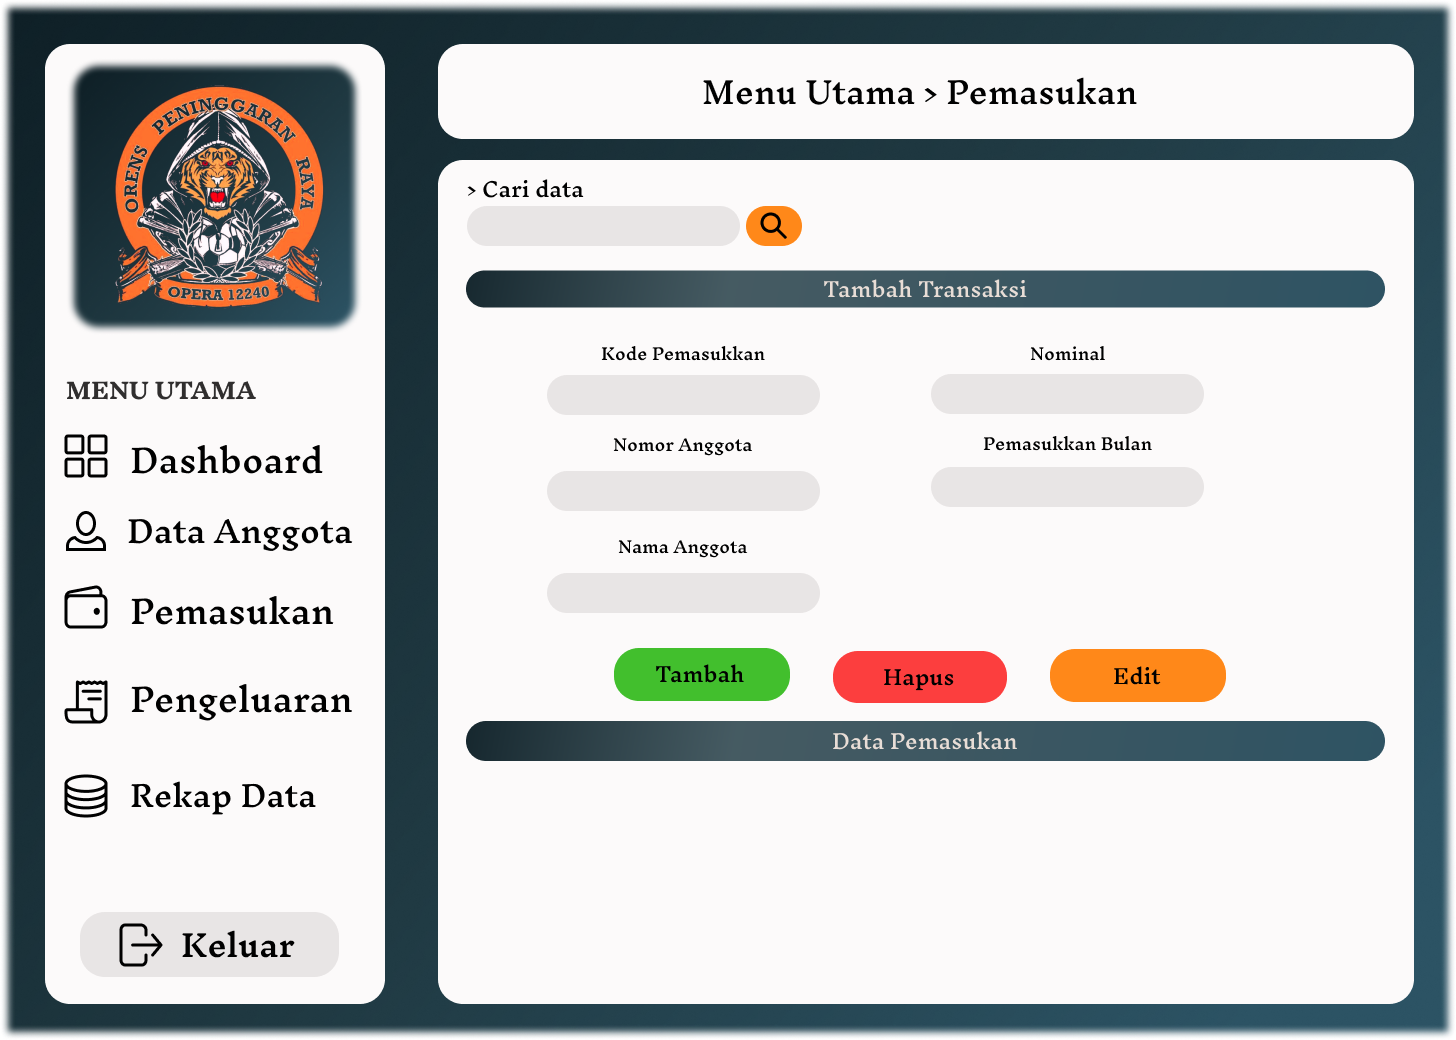 ORENS PENINGGARAN RAYA
OPERA 12240
MENU UTAMA
Dashboard
Data Anggota
Pemasukan
Pengeluaran
Rekap Data
Keluar
Menu Utama > Pemasukan
> Cari data
Tambah Transaksi
Kode Pemasukkan
Nominal
Nomor Anggota
Pemasukkan Bulan
Nama Anggota
Tambah
Hapus
Edit
Data Pemasukan